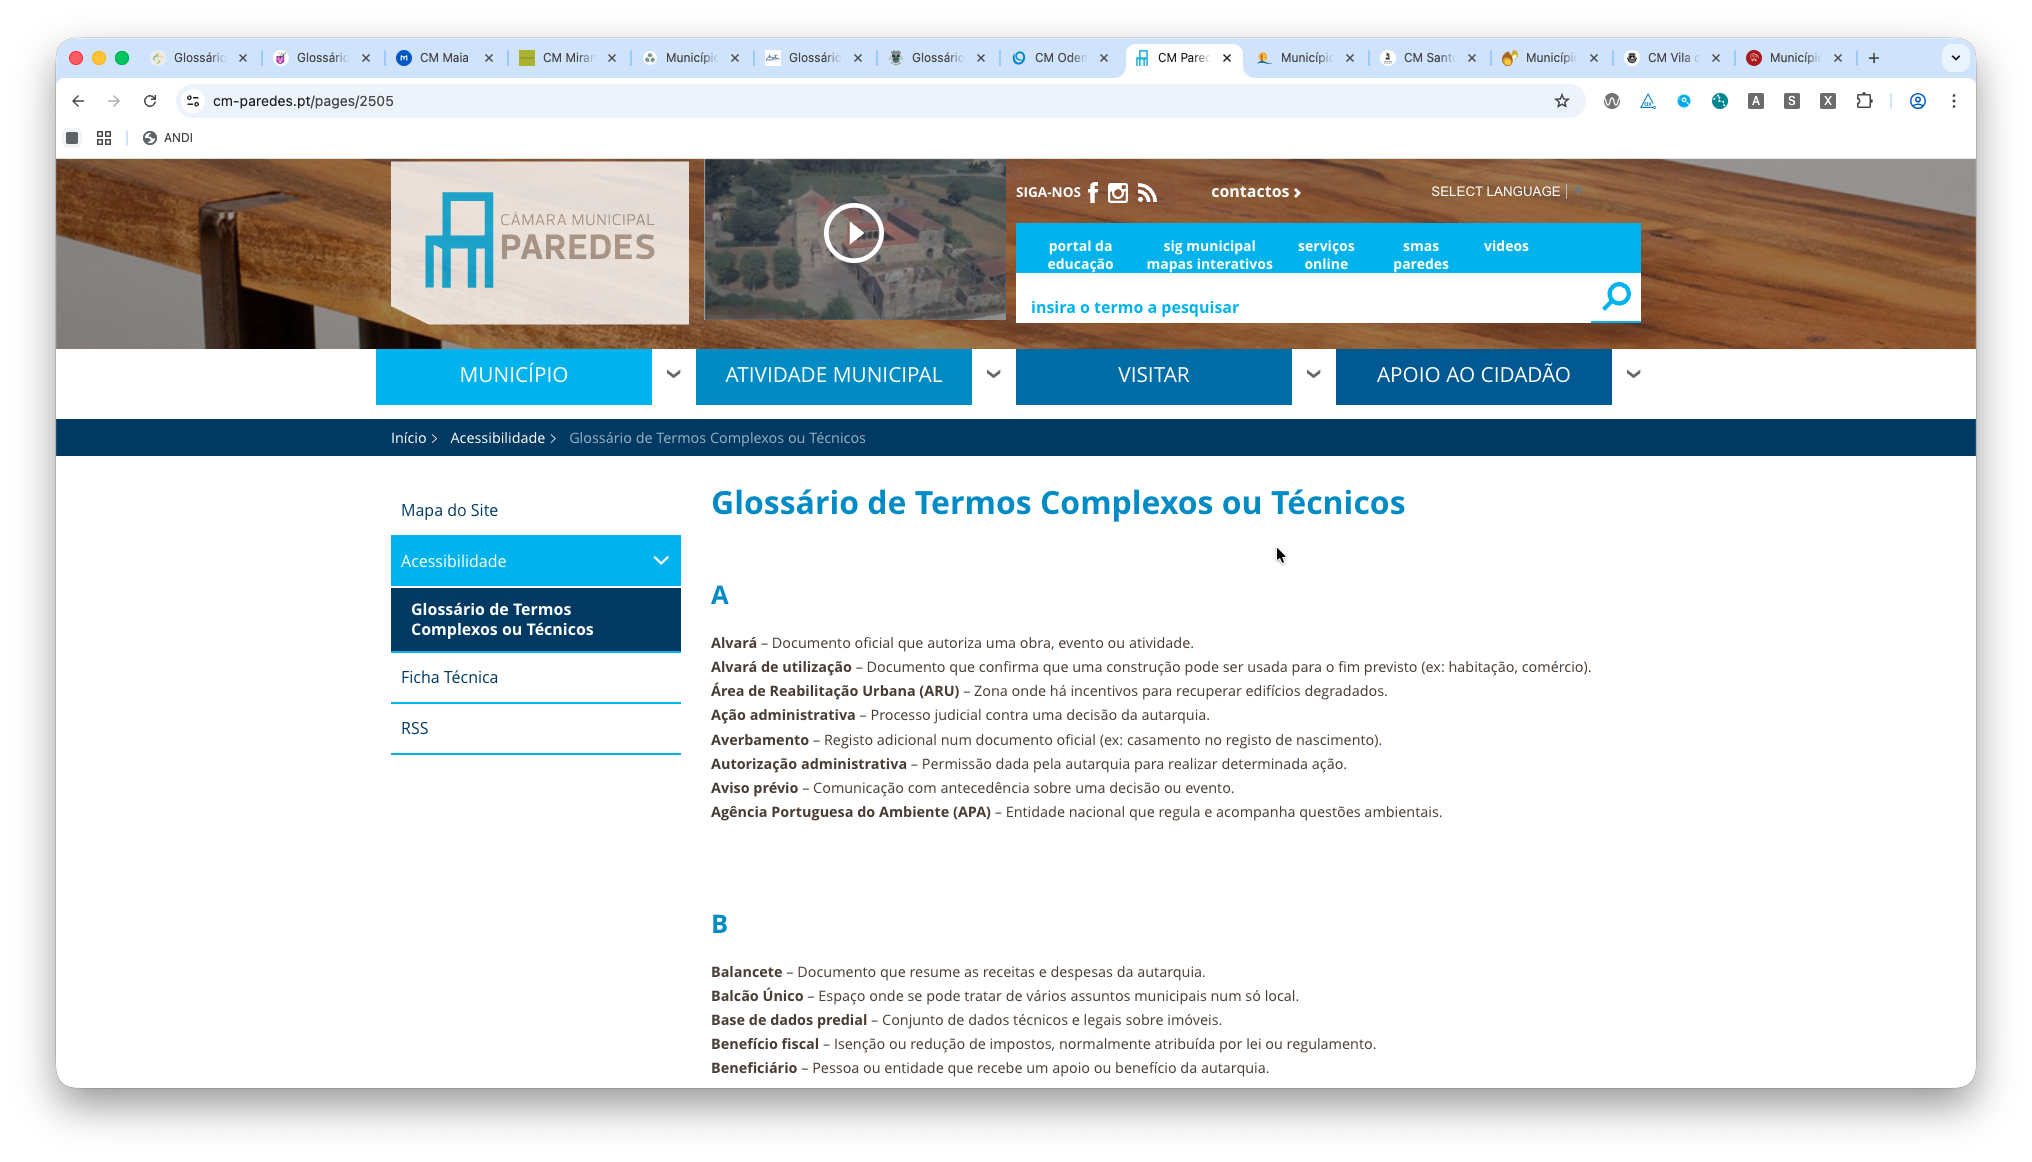 Glossário
Glossário
CM Maia
CM Miran
Município
Glossário
Glossário
CM Odem
CM Pared
Município
CM Santa
Município
CM Vila d
Município
cm-paredes.pt/pages/2505
A
S
X
ANDI
CÂMARA MUNICIPAL
PAREDES
SIGA-NOS
contactos
SELECT LANGUAGE
portal da educação
sig municipal mapas interativos
serviços online
smas paredes
videos
insira o termo a pesquisar
MUNICÍPIO
ATIVIDADE MUNICIPAL
VISITAR
APOIO AO CIDADÃO
Início > Acessibilidade > Glossário de Termos Complexos ou Técnicos
Mapa do Site
Acessibilidade
Glossário de Termos
Complexos ou Técnicos
Ficha Técnica
RSS
Glossário de Termos Complexos ou Técnicos
A
Alvará – Documento oficial que autoriza uma obra, evento ou atividade.
Alvará de utilização – Documento que confirma que uma construção pode ser usada para o fim previsto (ex: habitação, comércio).
Área de Reabilitação Urbana (ARU) – Zona onde há incentivos para recuperar edifícios degradados.
Ação administrativa – Processo judicial contra uma decisão da autarquia.
Averbamento – Registo adicional num documento oficial (ex: casamento no registo de nascimento).
Autorização administrativa – Permissão dada pela autarquia para realizar determinada ação.
Aviso prévio – Comunicação com antecedência sobre uma decisão ou evento.
Agência Portuguesa do Ambiente (APA) – Entidade nacional que regula e acompanha questões ambientais.
B
Balancete – Documento que resume as receitas e despesas da autarquia.
Balcão Único – Espaço onde se pode tratar de vários assuntos municipais num só local.
Base de dados predial – Conjunto de dados técnicos e legais sobre imóveis.
Benefício fiscal – Isenção ou redução de impostos, normalmente atribuída por lei ou regulamento.
Beneficiário – Pessoa ou entidade que recebe um apoio ou benefício da autarquia.